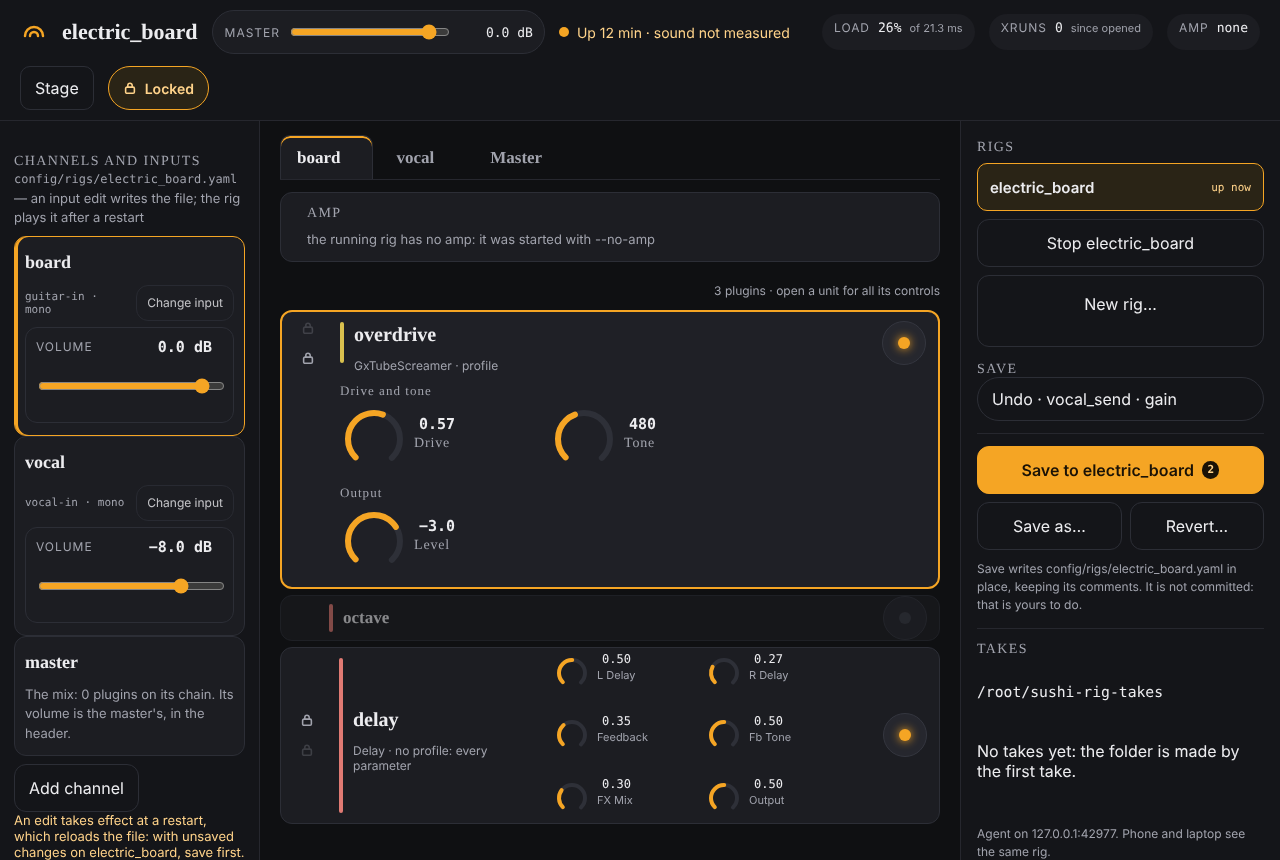 electric_board
MASTER 0.0 dB
Up 12 min · sound not measured
LOAD 26% of 21.3 ms
XRUNS 0 since opened
AMP none
Stage
Locked
CHANNELS AND INPUTS
config/rigs/electric_board.yaml
— an input edit writes the file; the rig
plays it after a restart
board
guitar-in ·
mono
Change input
VOLUME 0.0 dB
vocal
vocal-in · mono
Change input
VOLUME −8.0 dB
master
The mix: 0 plugins on its chain. Its
volume is the master's, in the
header.
Add channel
An edit takes effect at a restart,
which reloads the file: with unsaved
changes on electric_board, save first.
board vocal Master
AMP
the running rig has no amp: it was started with --no-amp
3 plugins · open a unit for all its controls
overdrive
GxTubeScreamer · profile
Drive and tone
0.57
Drive
480
Tone
Output
−3.0
Level
octave
delay
Delay · no profile: every
parameter
0.50
L Delay
0.27
R Delay
0.35
Feedback
0.50
Fb Tone
0.30
FX Mix
0.50
Output
RIGS
electric_board up now
Stop electric_board
New rig...
SAVE
Undo · vocal_send · gain
Save to electric_board 2
Save as...
Revert...
Save writes config/rigs/electric_board.yaml in
place, keeping its comments. It is not committed:
that is yours to do.
TAKES
/root/sushi-rig-takes
No takes yet: the folder is made by
the first take.
Agent on 127.0.0.1:42977. Phone and laptop see
the same rig.